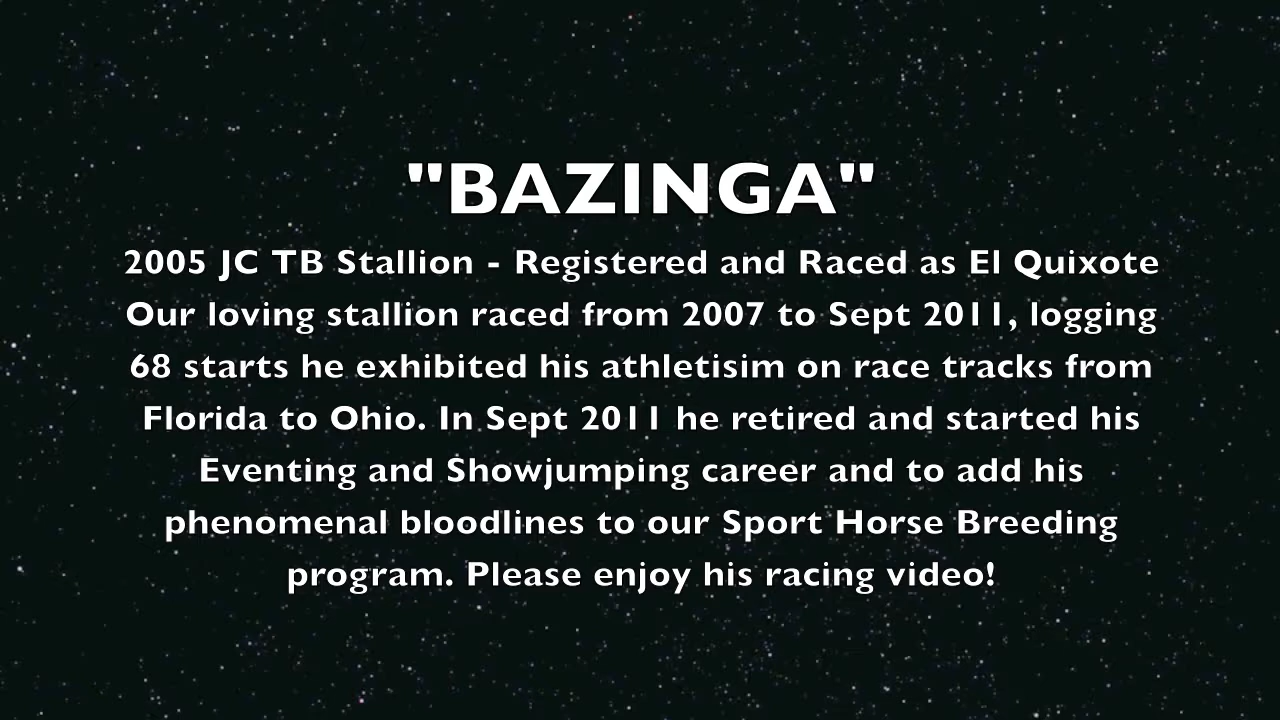 "BAZINGA"
2005 JC TB Stallion - Registered and Raced as El Quixote
Our loving stallion raced from 2007 to Sept 2011, logging
68 starts he exhibited his athletisim on race tracks from
Florida to Ohio. In Sept 2011 he retired and started his
Eventing and Showjumping career and to add his
phenomenal bloodlines to our Sport Horse Breeding
program. Please enjoy his racing video!